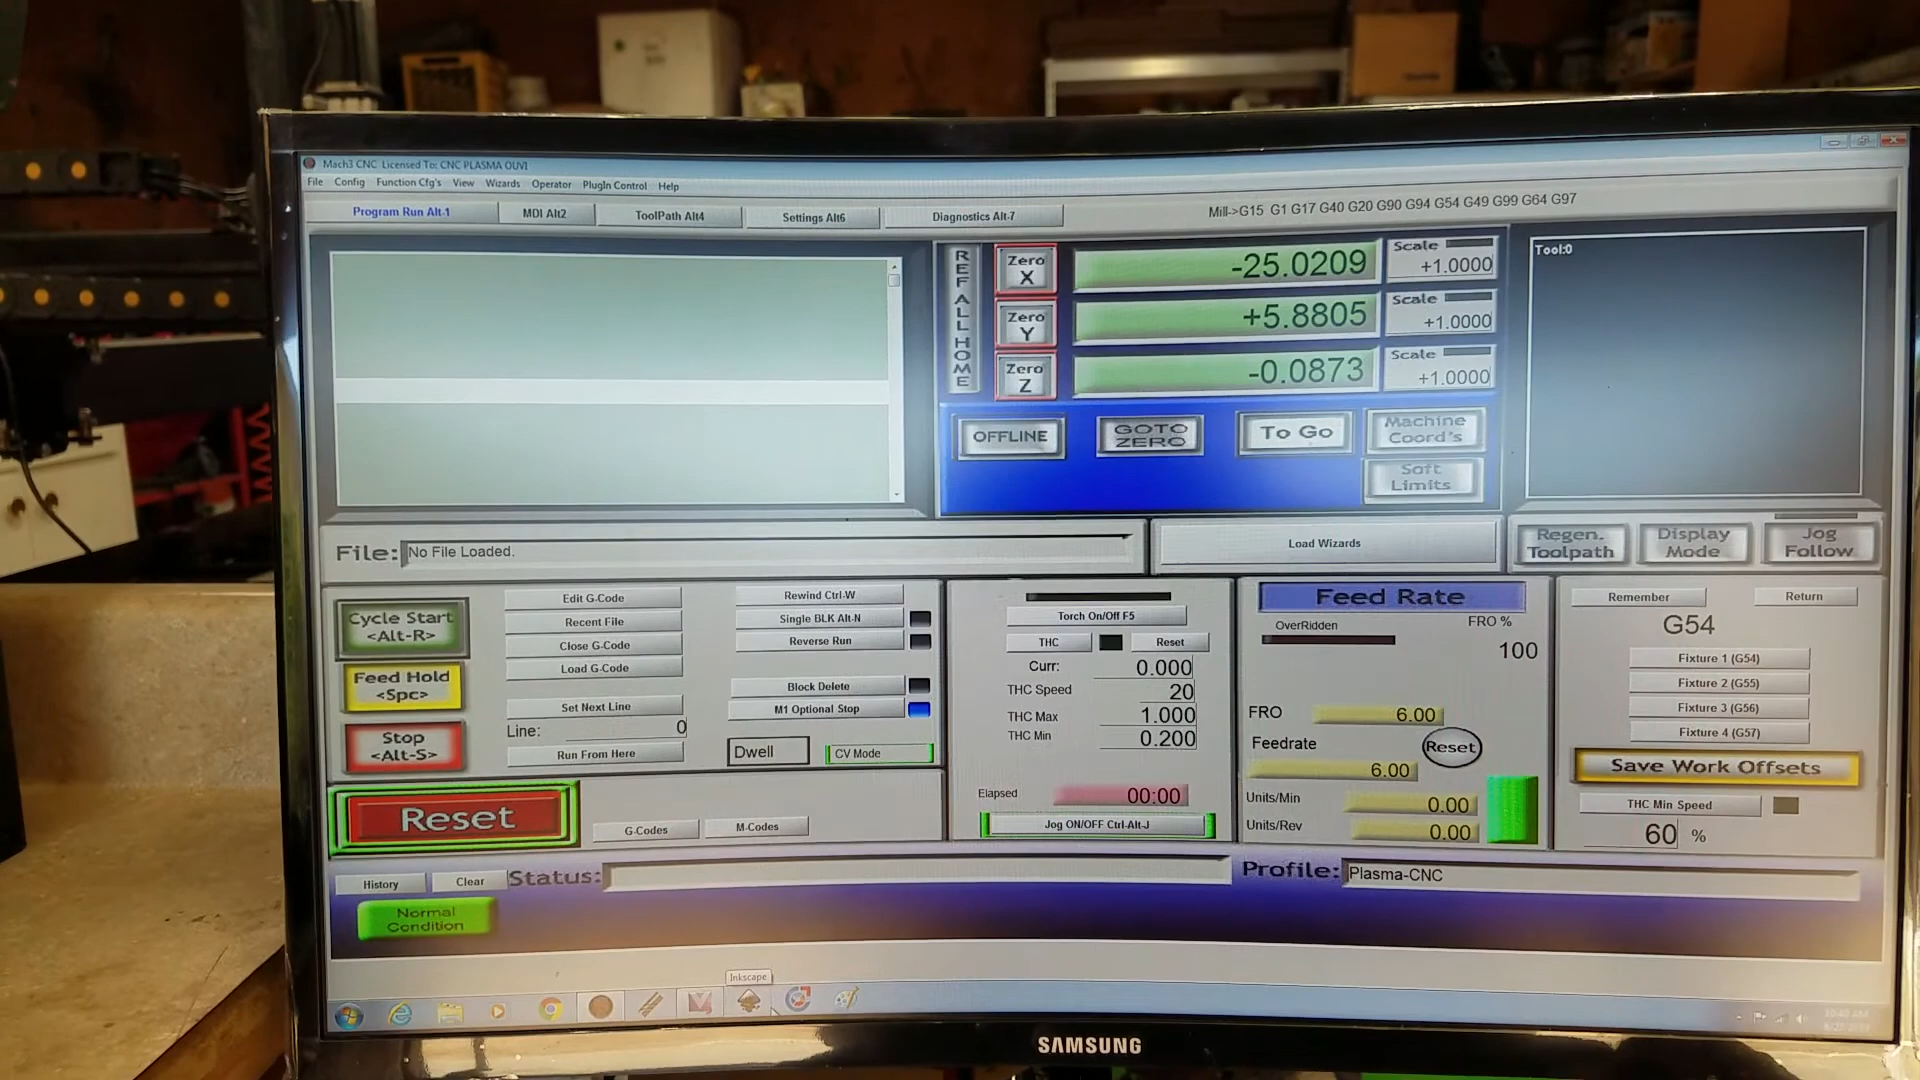 Mach3 CNC Licensed To: CNC PLASMA OUVI
File Config Function Cfg's View Wizards Operator PlugIn Control Help
Program Run Alt-1 MDI Alt2 ToolPath Alt4 Settings Alt6 Diagnostics Alt-7
Mill->G15 G1 G17 G40 G20 G90 G94 G54 G49 G99 G64 G97
REF ALL HOME
Zero X -25.0209 Scale +1.0000
Zero Y +5.8805 Scale +1.0000
Zero Z -0.0873 Scale +1.0000
Tool:0
OFFLINE GOTO ZERO To Go Machine Coord's
Soft Limits
File: No File Loaded.
Load Wizards
Regen. Toolpath Display Mode Jog Follow
Cycle Start <Alt-R>
Feed Hold <Spc>
Stop <Alt-S>
Reset
Edit G-Code
Recent File
Close G-Code
Load G-Code
Set Next Line
Line: 0
Run From Here
Rewind Ctrl-W
Single BLK Alt-N
Reverse Run
Block Delete
M1 Optional Stop
Dwell CV Mode
G-Codes M-Codes
Torch On/Off F5
THC Reset
Curr: 0.000
THC Speed 20
THC Max 1.000
THC Min 0.200
Elapsed 00:00
Jog ON/OFF Ctrl-Alt-J
Feed Rate
OverRidden FRO %
100
FRO 6.00
Feedrate Reset
6.00
Units/Min 0.00
Units/Rev 0.00
Remember Return
G54
Fixture 1 (G54)
Fixture 2 (G55)
Fixture 3 (G56)
Fixture 4 (G57)
Save Work Offsets
THC Min Speed
60 %
History Clear Status:
Profile: Plasma-CNC
Normal Condition
Inkscape
SAMSUNG